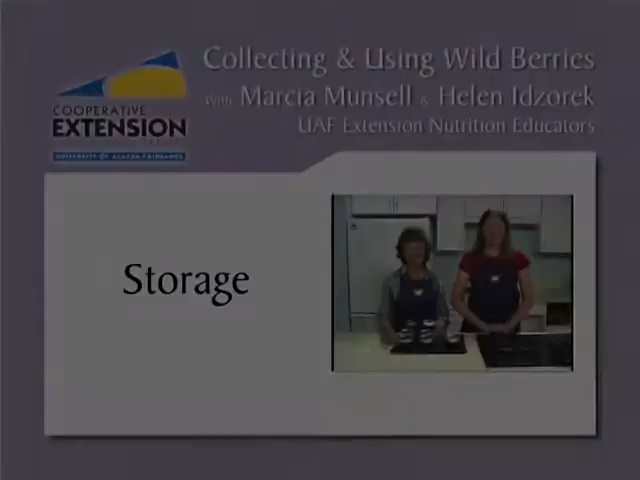 Collecting & Using Wild Berries
With Marcia Munsell & Helen Idzorek
UAF Extension Nutrition Educators
COOPERATIVE
EXTENSION
UNIVERSITY OF ALASKA FAIRBANKS
Storage